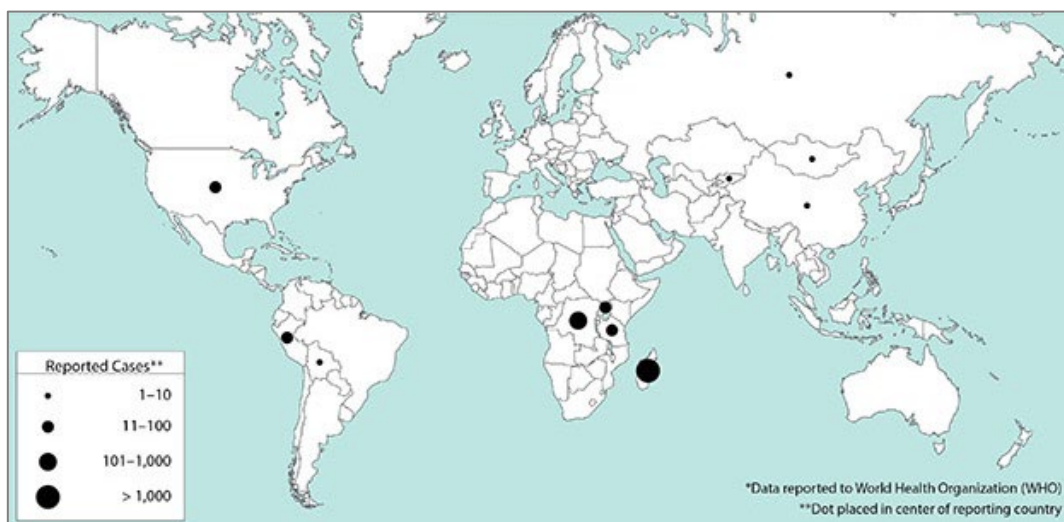 Reported Cases**
1–10
11–100
101–1,000
> 1,000
*Data reported to World Health Organization (WHO)
**Dot placed in center of reporting country